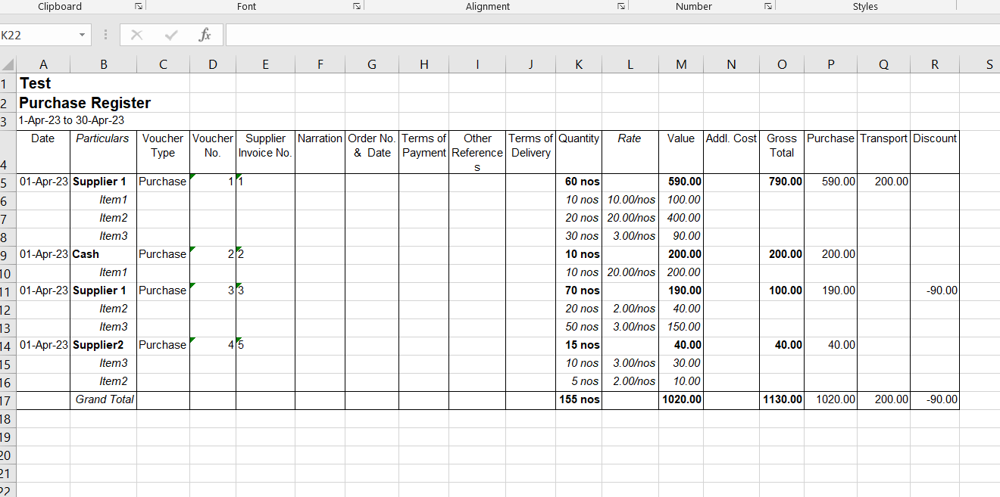 Clipboard Font Alignment Number Styles
K22 fx
A B C D E F G H I J K L M N O P Q R S
1 Test
2 Purchase Register
3 1-Apr-23 to 30-Apr-23
Date Particulars Voucher Supplier Narration Order No. Terms of Other Terms of Quantity Rate Value Addl. Cost Gross Purchase Transport Discount
Voucher
Type No. Invoice No. & Date Payment Reference Delivery Total
4 s
5 01-Apr-23 Supplier 1 Purchase 1 1 60 nos 590.00 790.00 590.00 200.00
6 Item1 10 nos 10.00/nos 100.00
7 Item2 20 nos 20.00/nos 400.00
8 Item3 30 nos 3.00/nos 90.00
9 01-Apr-23 Cash Purchase 2 2 10 nos 200.00 200.00 200.00
10 Item1 10 nos 20.00/nos 200.00
11 01-Apr-23 Supplier 1 Purchase 3 3 70 nos 190.00 100.00 190.00 -90.00
12 Item2 20 nos 2.00/nos 40.00
13 Item3 50 nos 3.00/nos 150.00
14 01-Apr-23 Supplier2 Purchase 4 5 15 nos 40.00 40.00 40.00
15 Item3 10 nos 3.00/nos 30.00
16 Item2 5 nos 2.00/nos 10.00
17 Grand Total 155 nos 1020.00 1130.00 1020.00 200.00 -90.00
18
19
20
21
22